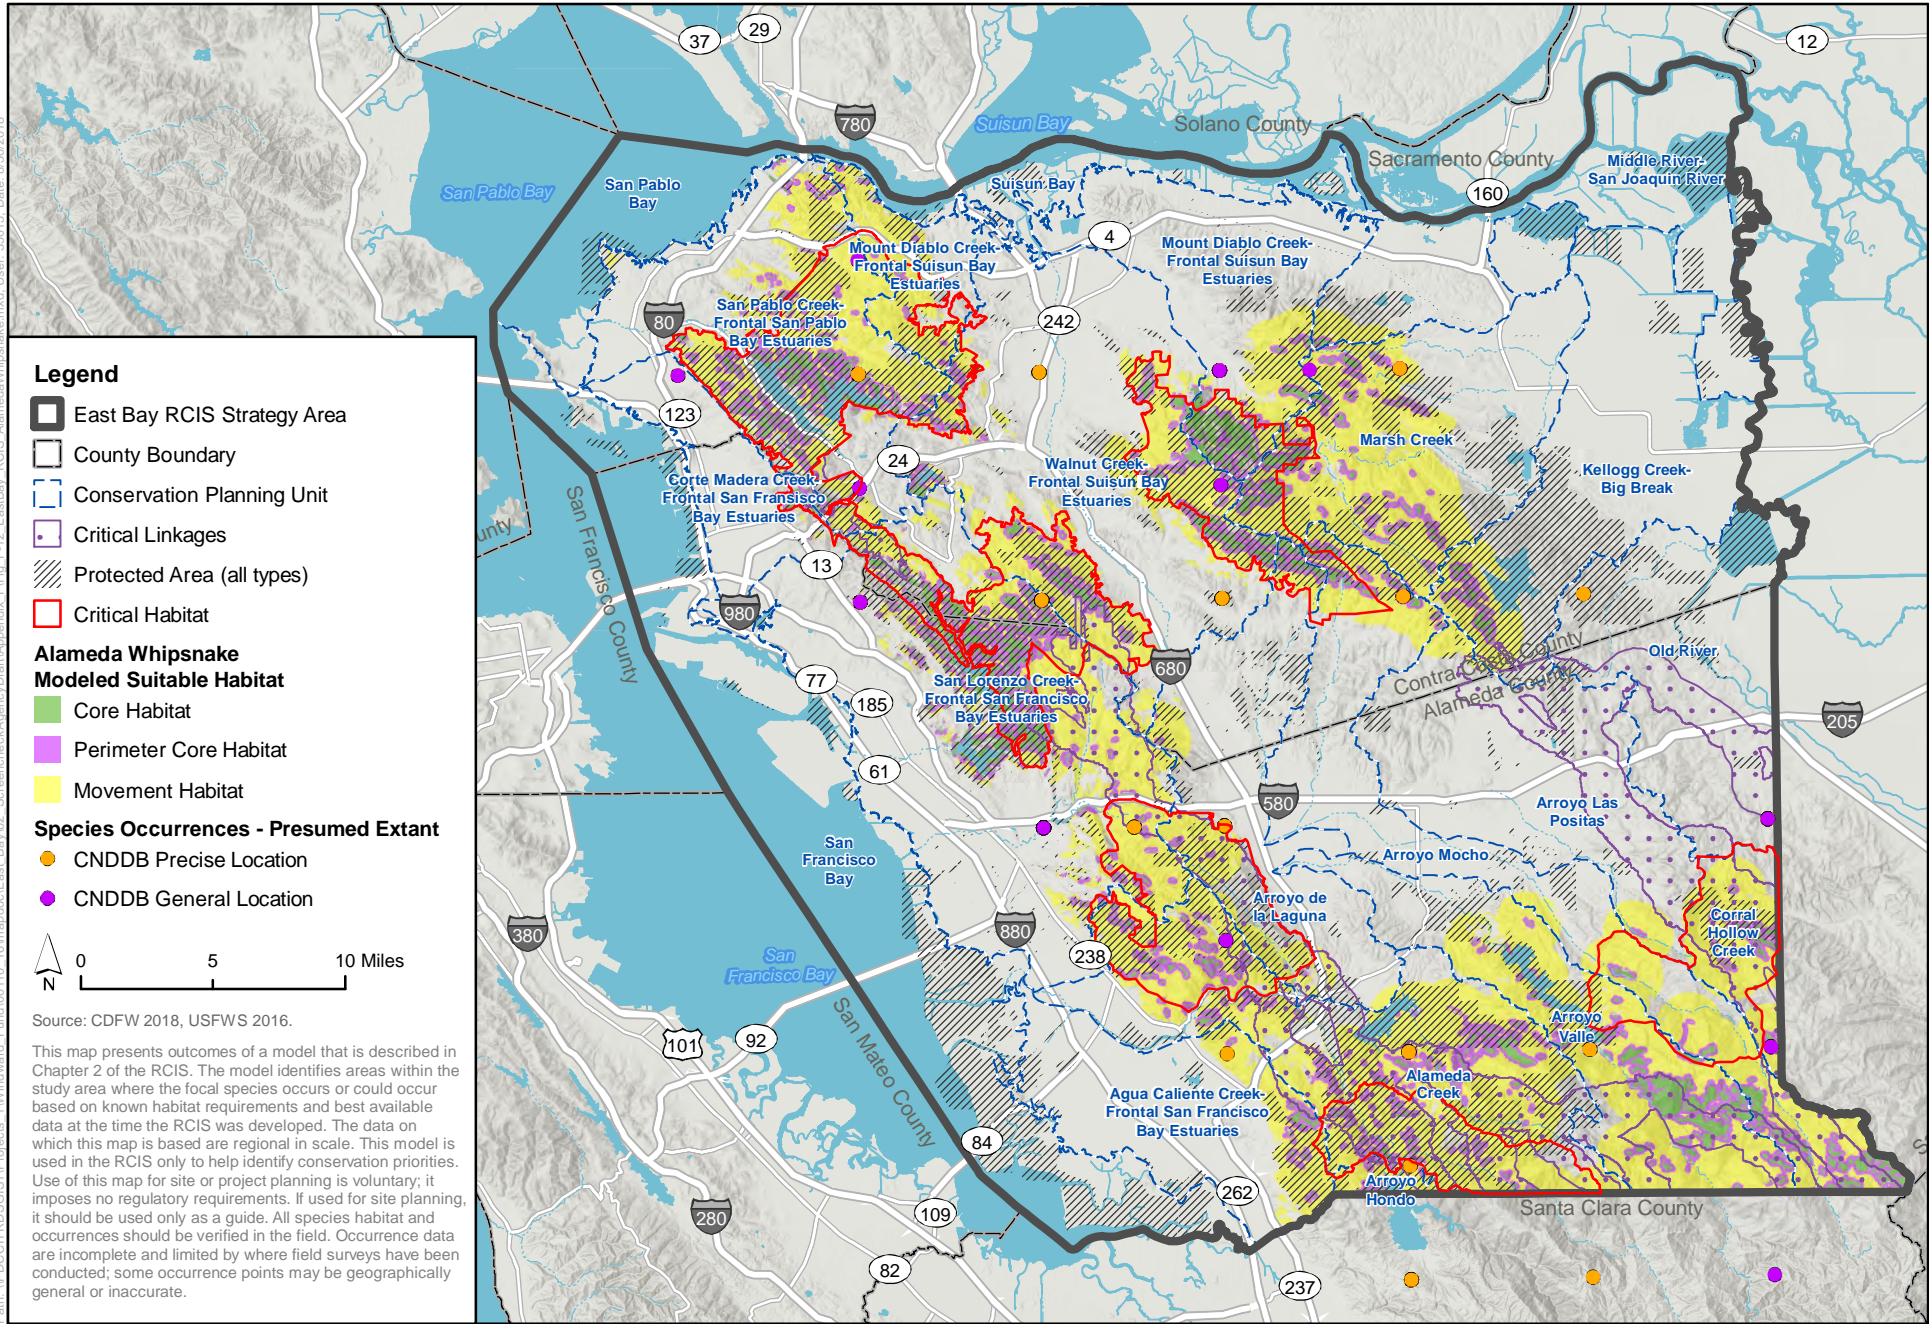 Legend
East Bay RCIS Strategy Area
County Boundary
Conservation Planning Unit
Critical Linkages
Protected Area (all types)
Critical Habitat
Alameda Whipsnake
Modeled Suitable Habitat
Core Habitat
Perimeter Core Habitat
Movement Habitat
Species Occurrences - Presumed Extant
CNDDB Precise Location
CNDDB General Location
N
0 5 10 Miles
Source: CDFW 2018, USFWS 2016.
This map presents outcomes of a model that is described in
Chapter 2 of the RCIS. The model identifies areas within the
study area where the focal species occurs or could occur
based on known habitat requirements and best available
data at the time the RCIS was developed. The data on
which this map is based are regional in scale. This model is
used in the RCIS only to help identify conservation priorities.
Use of this map for site or project planning is voluntary; it
imposes no regulatory requirements. If used for site planning,
it should be used only as a guide. All species habitat and
occurrences should be verified in the field. Occurrence data
are incomplete and limited by where field surveys have been
conducted; some occurrence points may be geographically
general or inaccurate.
37
29
12
780
Suisun Bay
Solano County
Sacramento County
160
Middle River-
San Joaquin River
San Pablo Bay
San Pablo
Bay
Suisun Bay
4
Mount Diablo Creek-
Frontal Suisun Bay
Estuaries
Mount Diablo Creek-
Frontal Suisun Bay
Estuaries
San Pablo Creek-
Frontal San Pablo
Bay Estuaries
80
242
123
24
Marsh Creek
Walnut Creek-
Frontal Suisun Bay
Estuaries
Kellogg Creek-
Big Break
Corte Madera Creek-
Frontal San Fransisco
Bay Estuaries
unty
San Francisco County
13
980
Contra Costa County
Alameda County
Old River
680
77
185
San Lorenzo Creek-
Frontal San Francisco
Bay Estuaries
205
61
580
Arroyo Las
Positas
San
Francisco
Bay
Arroyo Mocho
Arroyo de
la Laguna
Corral
Hollow
Creek
380
880
238
San
Francisco Bay
San Mateo County
101
92
Arroyo
Valle
Alameda
Creek
Agua Caliente Creek-
Frontal San Francisco
Bay Estuaries
84
Arroyo
Hondo
262
Santa Clara County
280
109
82
237